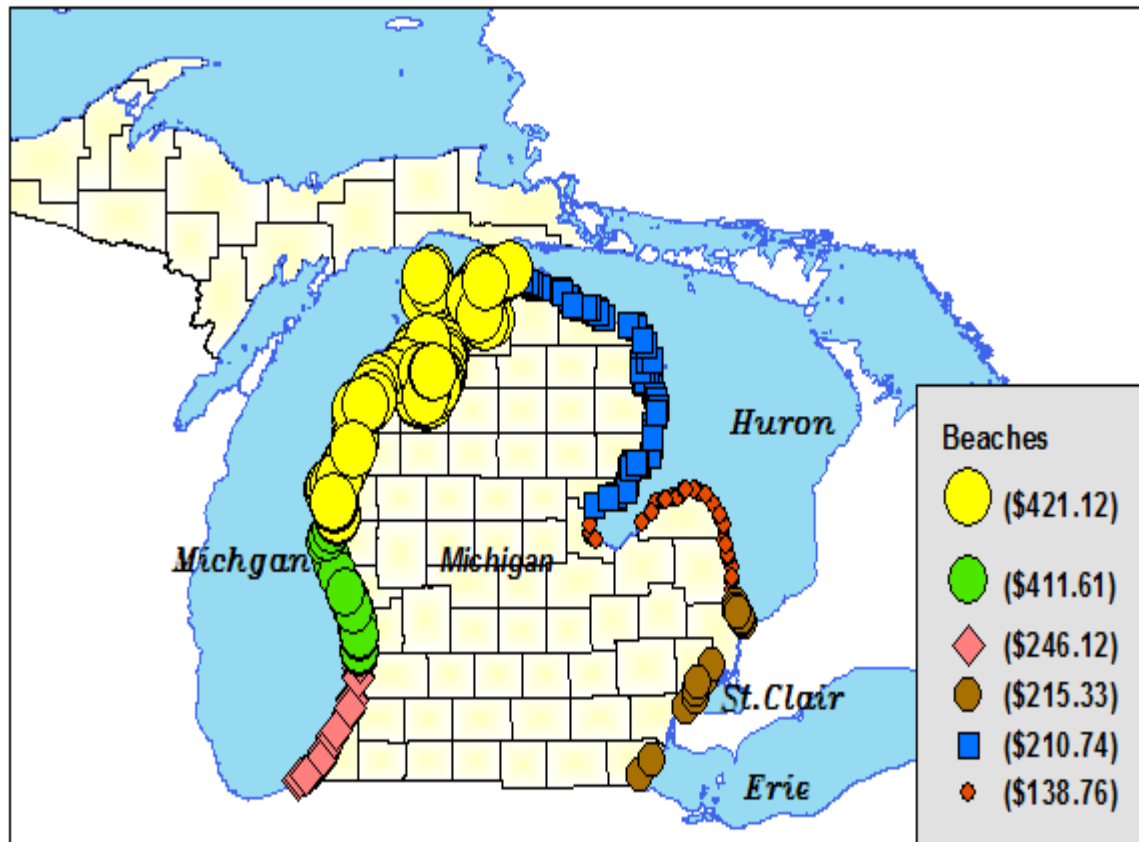 Huron
Michgan
Michigan
St.Clair
Erie
Beaches
($421.12)
($411.61)
($246.12)
($215.33)
($210.74)
($138.76)